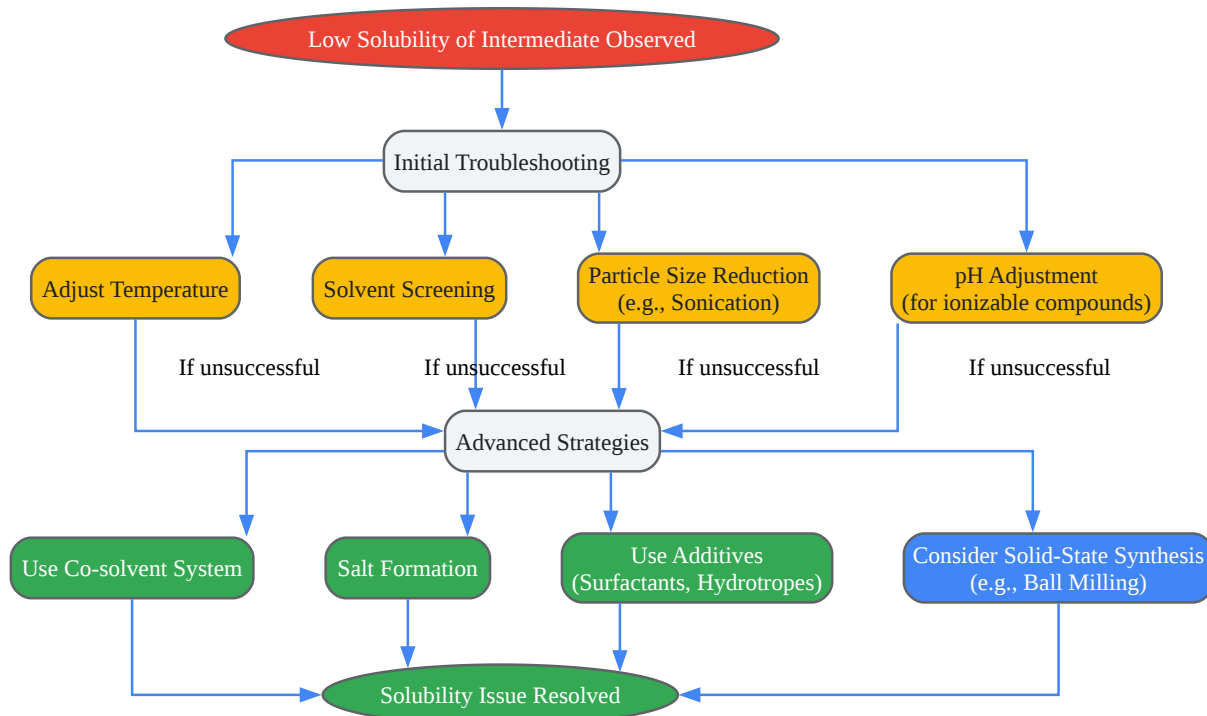 Low Solubility of Intermediate Observed
Initial Troubleshooting
Adjust Temperature
Solvent Screening
Particle Size Reduction
(e.g., Sonication)
pH Adjustment
(for ionizable compounds)
If unsuccessful
If unsuccessful
If unsuccessful
If unsuccessful
Advanced Strategies
Use Co-solvent System
Salt Formation
Use Additives
(Surfactants, Hydrotropes)
Consider Solid-State Synthesis
(e.g., Ball Milling)
Solubility Issue Resolved